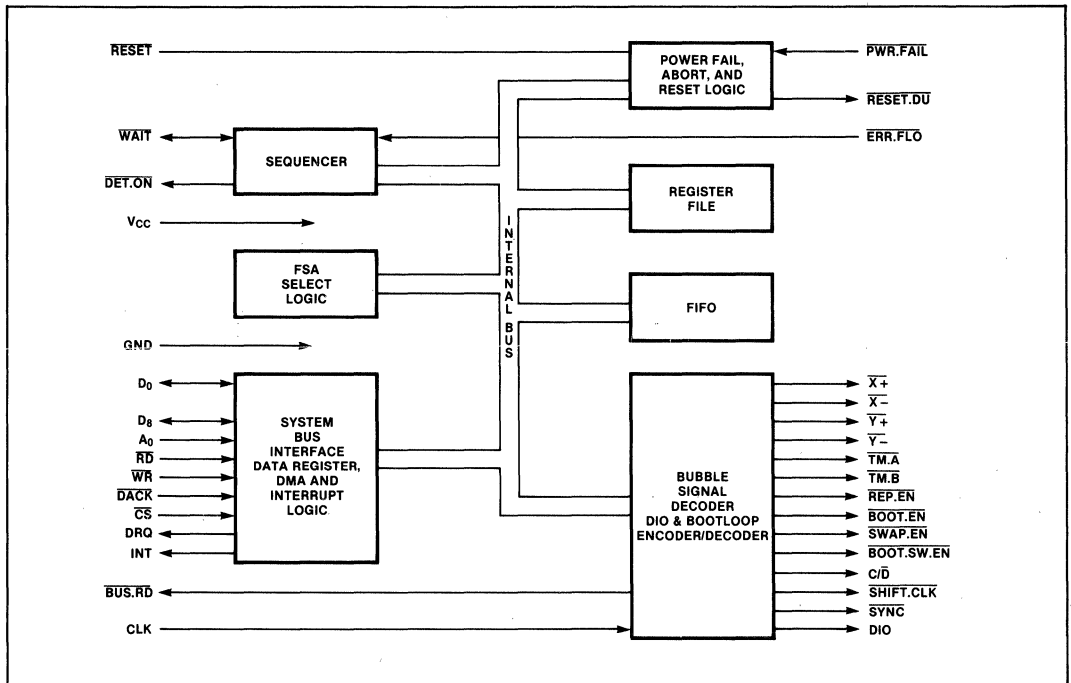 RESET
POWER FAIL,
ABORT, AND
RESET LOGIC
PWR.FAIL
RESET.DU
WAIT
SEQUENCER
ERR.FLO
DET.ON
REGISTER
FILE
VCC
INTERNAL BUS
FSA
SELECT
LOGIC
FIFO
GND
D0
D8
A0
RD
WR
DACK
CS
DRQ
INT
SYSTEM
BUS
INTERFACE
DATA REGISTER,
DMA AND
INTERRUPT
LOGIC
BUBBLE
SIGNAL
DECODER
DIO & BOOTLOOP
ENCODER/DECODER
X+
X−
Y+
Y−
TM.A
TM.B
REP.EN
BOOT.EN
SWAP.EN
BOOT.SW.EN
C/D
SHIFT.CLK
SYNC
DIO
BUS.RD
CLK